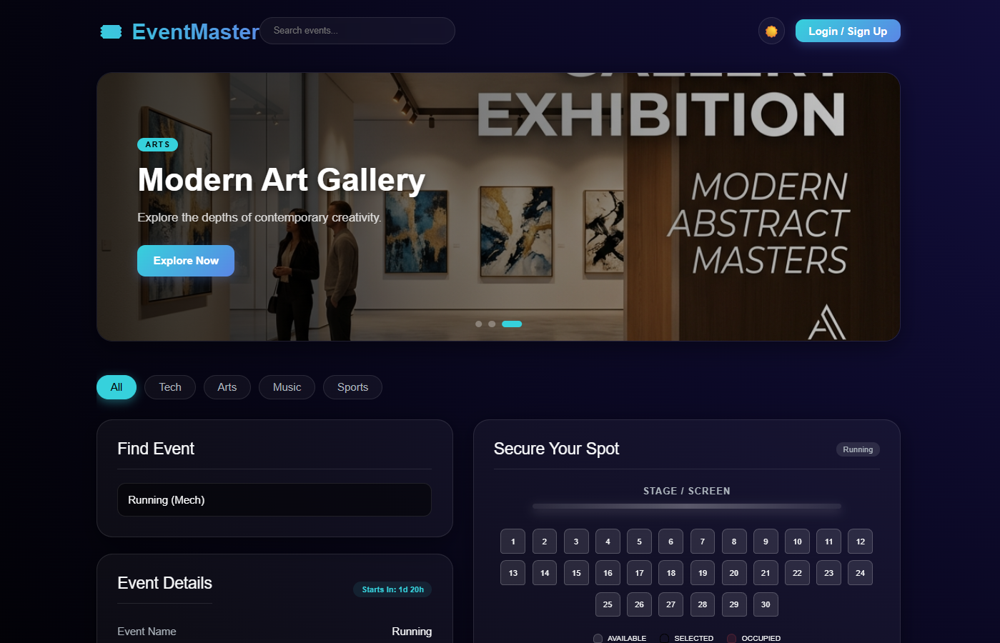 EventMaster
Search events...
Login / Sign Up
GALLERY
EXHIBITION
MODERN
ABSTRACT
MASTERS
ARTS
Modern Art Gallery
Explore the depths of contemporary creativity.
Explore Now
All Tech Arts Music Sports
Find Event
Running (Mech)
Event Details
Starts In: 1d 20h
Event Name Running
Secure Your Spot
Running
STAGE / SCREEN
1 2 3 4 5 6 7 8 9 10 11 12
13 14 15 16 17 18 19 20 21 22 23 24
25 26 27 28 29 30
AVAILABLE SELECTED OCCUPIED